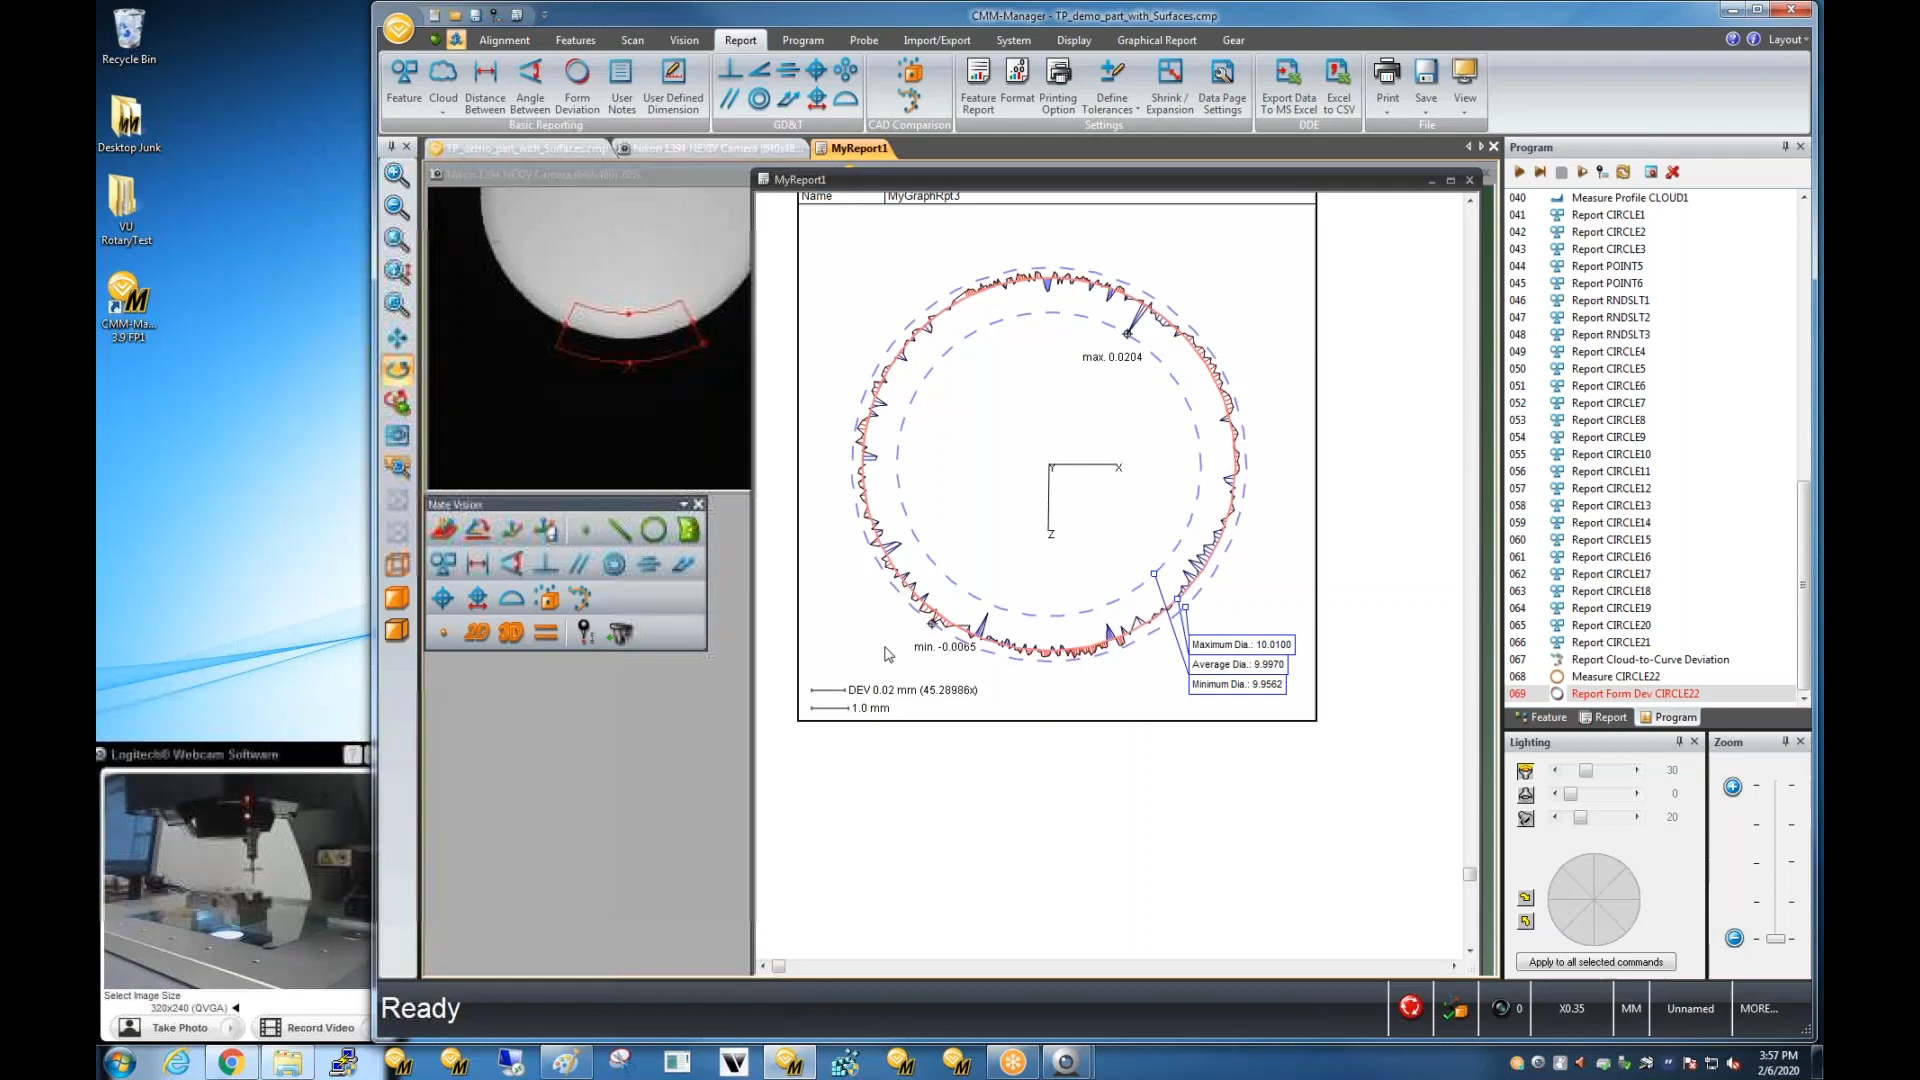 Recycle Bin
Desktop Junk
VU
RotaryTest
CMM-Ma...
3.9 FP1
CMM-Manager - TP_demo_part_with_Surfaces.cmp
Alignment Features Scan Vision Report Program Probe Import/Export System Display Graphical Report Gear
Layout
Feature Cloud Distance Between Angle Between Form Deviation User Notes User Defined Dimension
Feature Report Format Printing Option Define Tolerances Shrink / Expansion Data Page Settings
Export Data To MS Excel Excel to CSV Print Save View
Basic Reporting GD&T CAD Comparison Settings DDE File
TP_demo_part_with_Surfaces.cmp
MyReport1
MyReport1
Name MyGraphRpt3
max. 0.0204
Y X
Z
min. -0.0065
Maximum Dia.: 10.0100
Average Dia.: 9.9970
Minimum Dia.: 9.9562
DEV 0.02 mm (45.28986x)
1.0 mm
Nate Vision
2D 3D
Program
040 Measure Profile CLOUD1
041 Report CIRCLE1
042 Report CIRCLE2
043 Report CIRCLE3
044 Report POINT5
045 Report POINT6
046 Report RNDSLT1
047 Report RNDSLT2
048 Report RNDSLT3
049 Report CIRCLE4
050 Report CIRCLE5
051 Report CIRCLE6
052 Report CIRCLE7
053 Report CIRCLE8
054 Report CIRCLE9
055 Report CIRCLE10
056 Report CIRCLE11
057 Report CIRCLE12
058 Report CIRCLE13
059 Report CIRCLE14
060 Report CIRCLE15
061 Report CIRCLE16
062 Report CIRCLE17
063 Report CIRCLE18
064 Report CIRCLE19
065 Report CIRCLE20
066 Report CIRCLE21
067 Report Cloud-to-Curve Deviation
068 Measure CIRCLE22
069 Report Form Dev CIRCLE22
Feature Report Program
Lighting
30
0
20
Apply to all selected commands
Zoom
Logitech® Webcam Software
Select Image Size
320x240 (QVGA)
Take Photo Record Video
Ready
0 X0.35 MM Unnamed MORE...
3:57 PM
2/6/2020